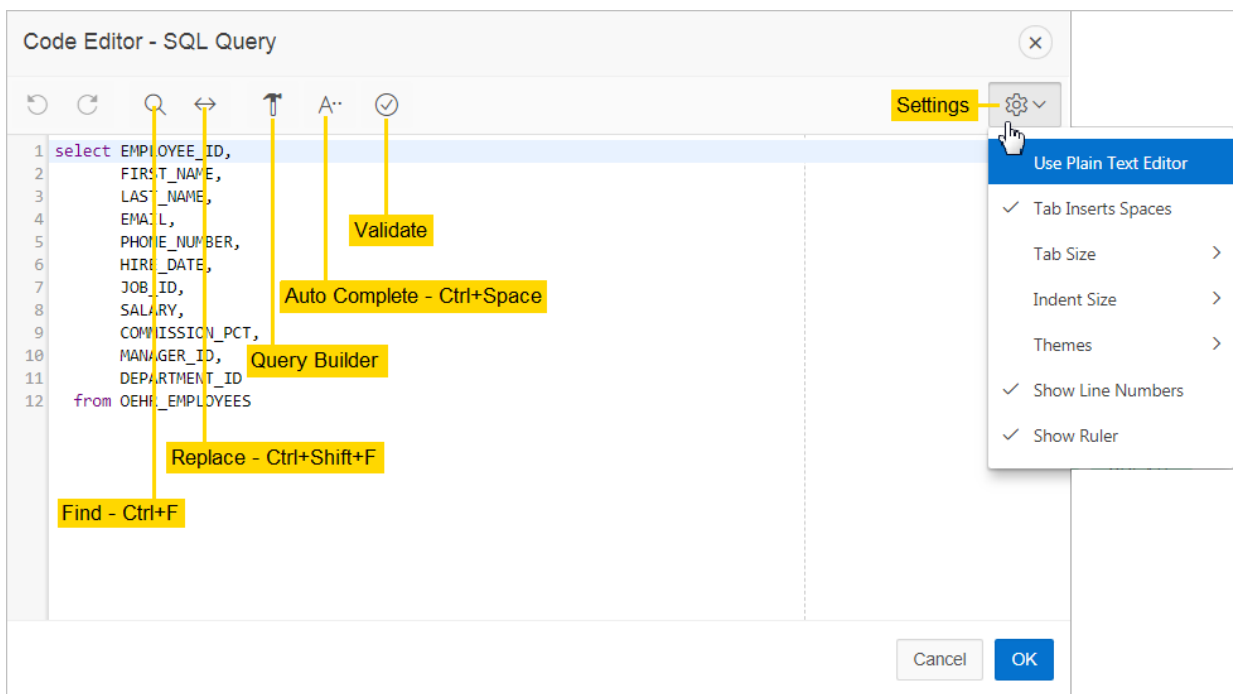 Code Editor - SQL Query
A··
Settings
Use Plain Text Editor
Tab Inserts Spaces
Tab Size
Indent Size
Themes
Show Line Numbers
Show Ruler
1 select EMPLOYEE_ID,
2 FIRST_NAME,
3 LAST_NAME,
4 EMAIL,
5 PHONE_NUMBER,
6 HIRE_DATE,
7 JOB_ID,
8 SALARY,
9 COMMISSION_PCT,
10 MANAGER_ID,
11 DEPARTMENT_ID
12 from OEHR_EMPLOYEES
Validate
Auto Complete - Ctrl+Space
Query Builder
Replace - Ctrl+Shift+F
Find - Ctrl+F
Cancel
OK